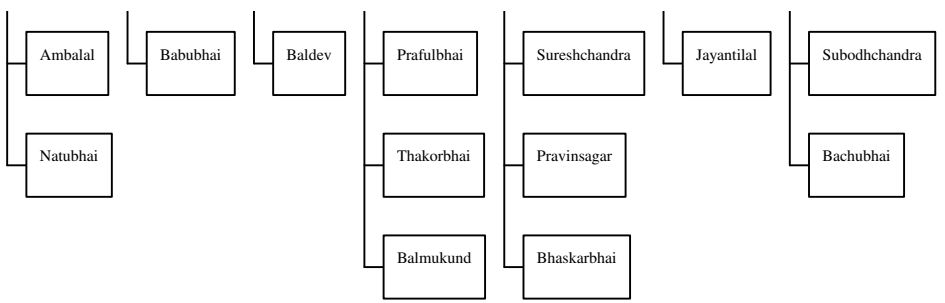 Ambalal
Babubhai
Baldev
Prafulbhai
Sureshchandra
Jayantilal
Subodhchandra
Natubhai
Thakorbhai
Pravinsagar
Bachubhai
Balmukund
Bhaskarbhai